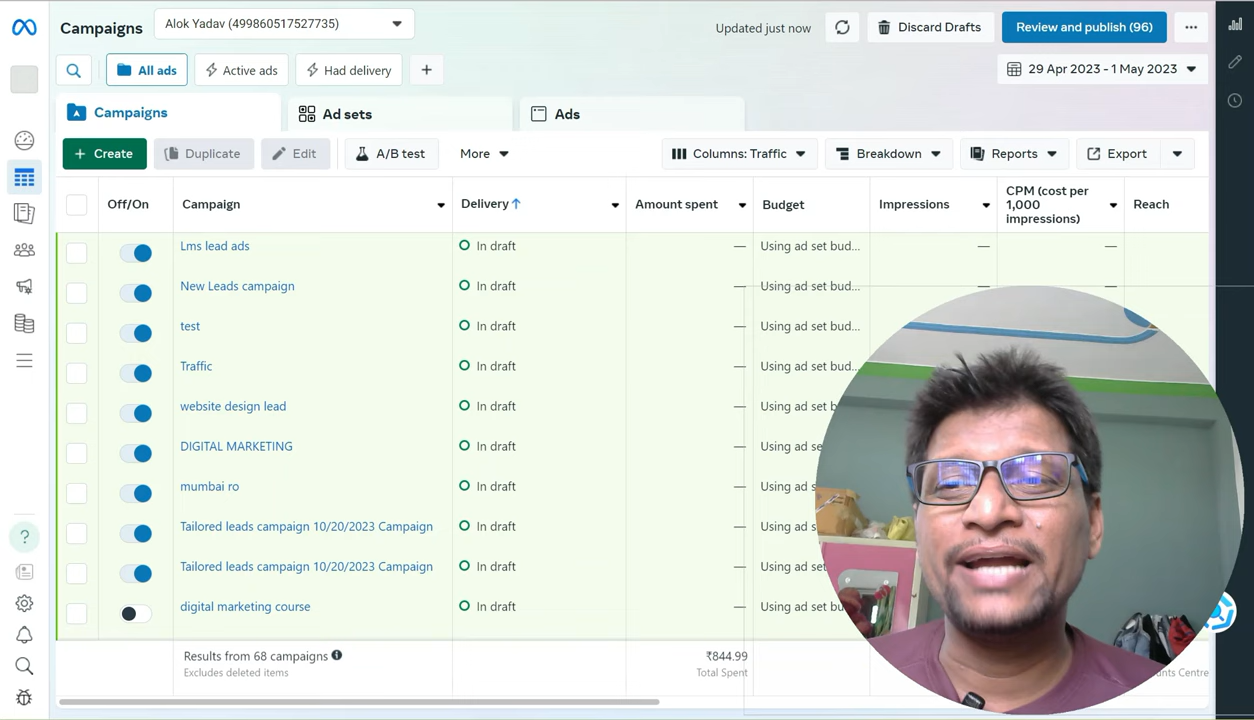 Campaigns
Alok Yadav (499860517527735)
Updated just now
Discard Drafts
Review and publish (96)
All ads
Active ads
Had delivery
29 Apr 2023 - 1 May 2023
Campaigns
Ad sets
Ads
+ Create
Duplicate
Edit
A/B test
More
Columns: Traffic
Breakdown
Reports
Export
Off/On
Campaign
Delivery
Amount spent
Budget
Impressions
CPM (cost per
1,000
impressions)
Reach
Lms lead ads In draft — Using ad set bud... — —
New Leads campaign In draft — Using ad set bud... — —
test In draft — Using ad set bud...
Traffic In draft — Using ad set bud...
website design lead In draft — Using ad set b
DIGITAL MARKETING In draft — Using ad set
mumbai ro In draft — Using ad s
Tailored leads campaign 10/20/2023 Campaign In draft — Using ad s
Tailored leads campaign 10/20/2023 Campaign In draft — Using ad set
digital marketing course In draft — Using ad set bu
Results from 68 campaigns
Excludes deleted items
₹844.99
Total Spent
Centre